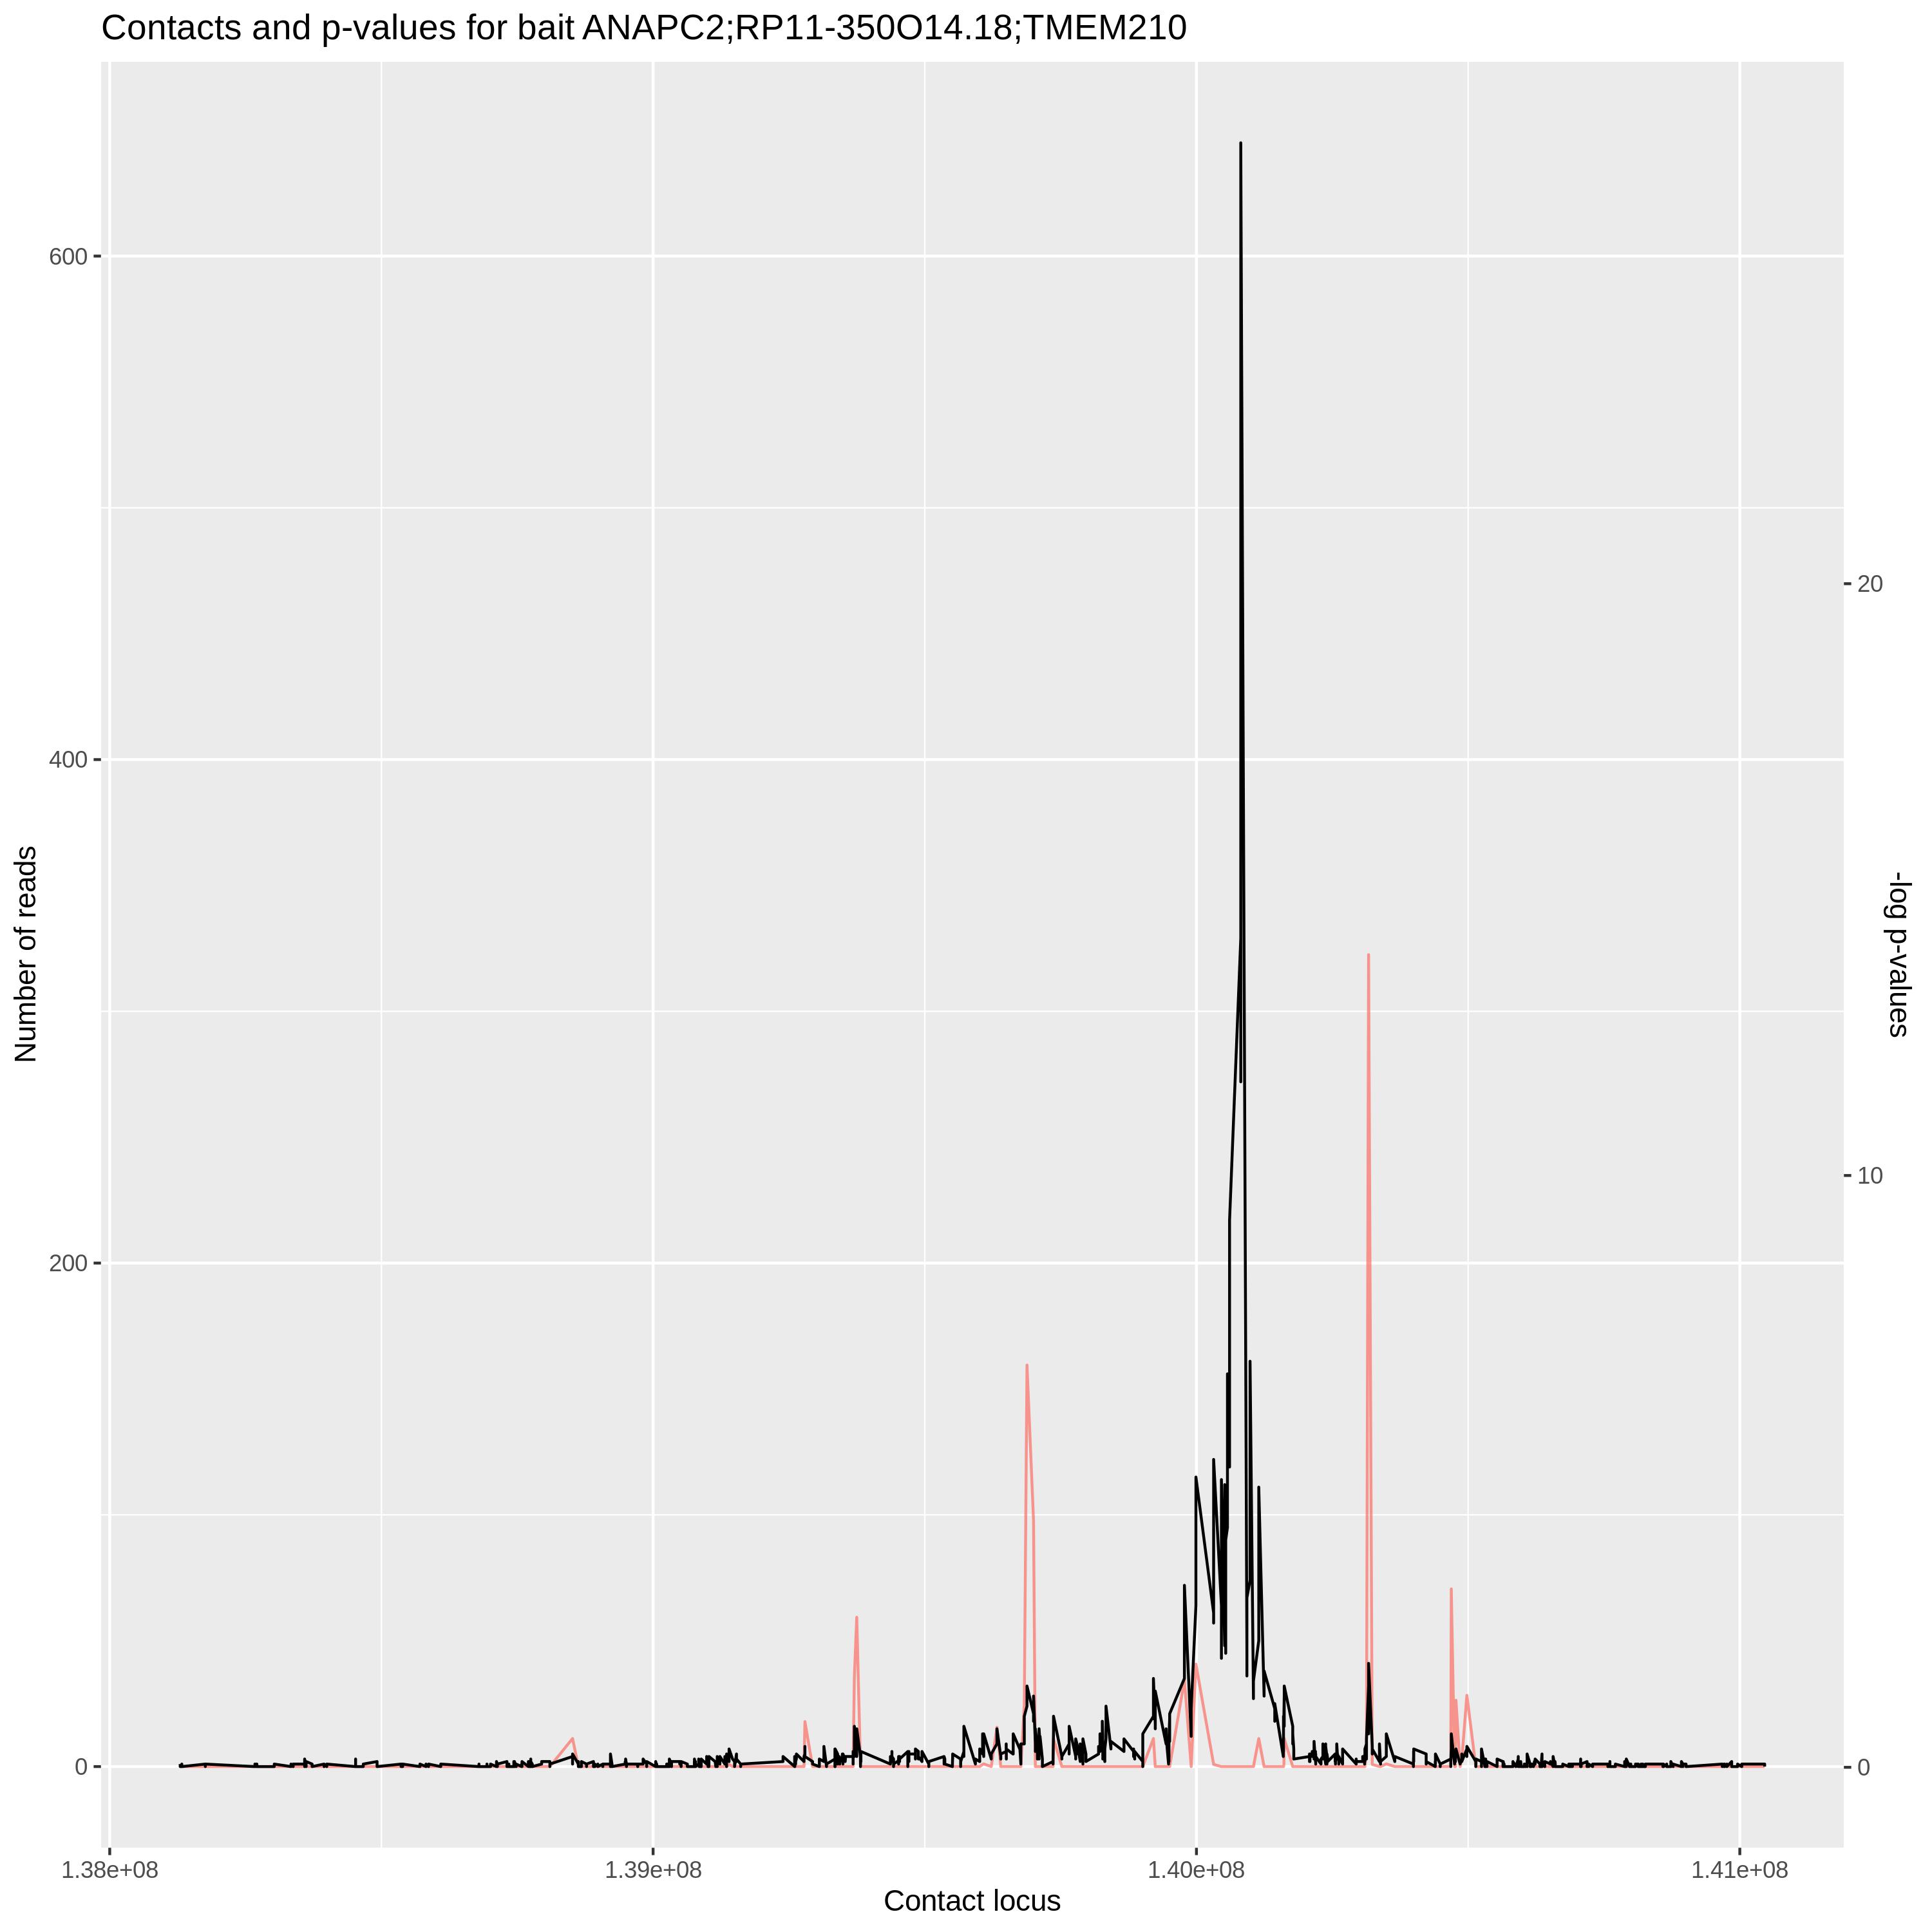 Contacts and p-values for bait ANAPC2;RP11-350O14.18;TMEM210
600
400
200
0
Number of reads
20
10
0
-log p-values
1.38e+08 1.39e+08 1.40e+08 1.41e+08
Contact locus